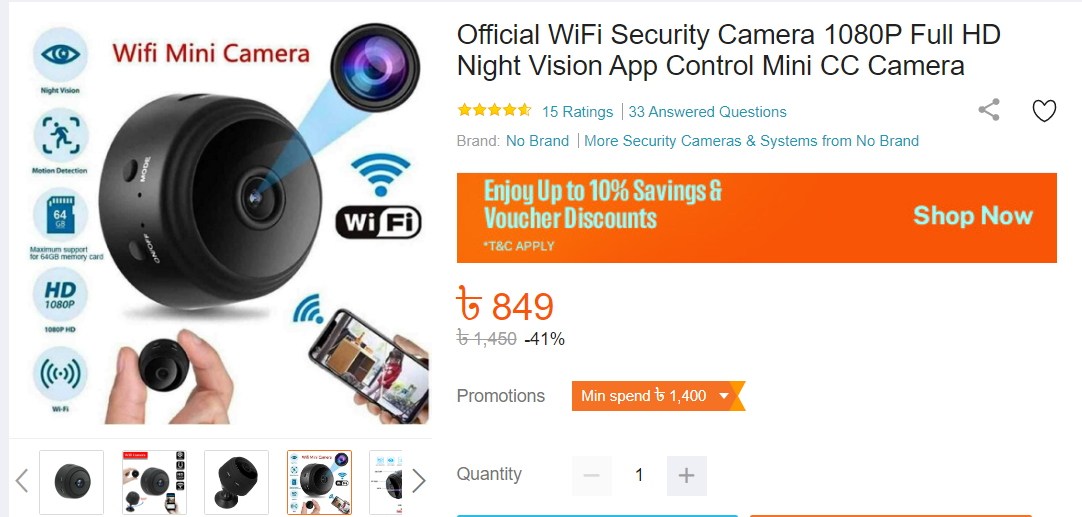 Wifi Mini Camera
Night Vision
Motion Detection
64
GB
Maximum support
for 64GB memory card
HD
1080P
1080P HD
Wi-Fi
MODE
ON/OFF
WiFi
Official WiFi Security Camera 1080P Full HD
Night Vision App Control Mini CC Camera
15 Ratings
33 Answered Questions
Brand: No Brand | More Security Cameras & Systems from No Brand
Enjoy Up to 10% Savings &
Voucher Discounts
*T&C APPLY
Shop Now
৳ 849
৳ 1,450 -41%
Promotions
Min spend ৳ 1,400
Quantity
1
Wifi Mini Camera